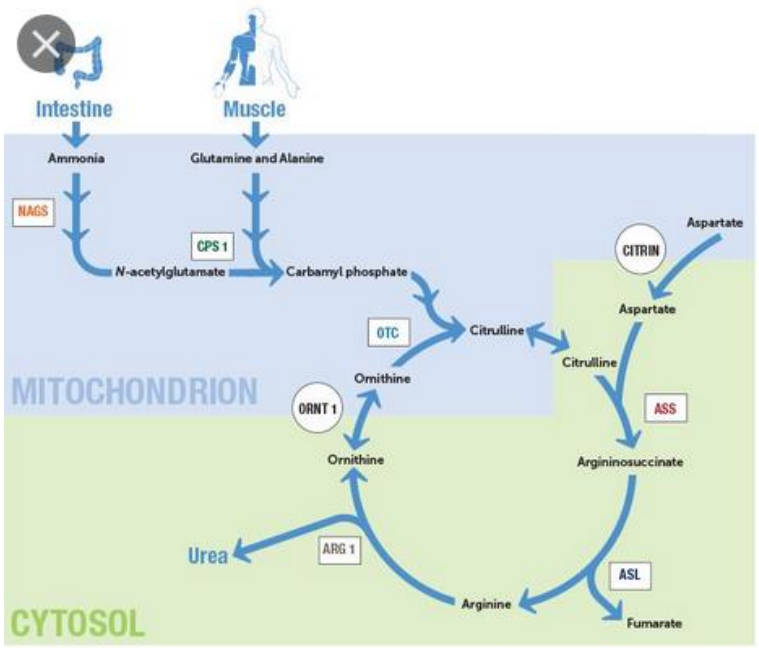 Intestine
Muscle
Ammonia
Glutamine and Alanine
NAGS
CPS 1
N-acetylglutamate
Carbamyl phosphate
Aspartate
CITRIN
Aspartate
OTC
Citrulline
Citrulline
Ornithine
MITOCHONDRION
ORNT 1
ASS
Ornithine
Argininosuccinate
Urea
ARG 1
ASL
Arginine
Fumarate
CYTOSOL